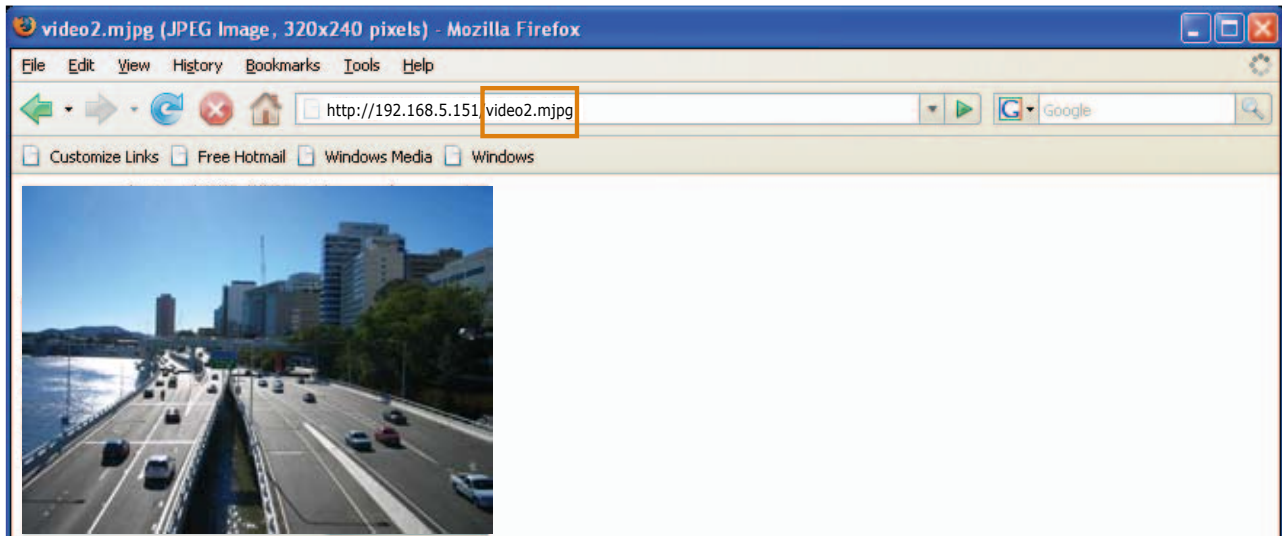 video2.mjpg (JPEG Image, 320x240 pixels) - Mozilla Firefox
File Edit View History Bookmarks Tools Help
http://192.168.5.151/video2.mjpg G Google
Customize Links Free Hotmail Windows Media Windows